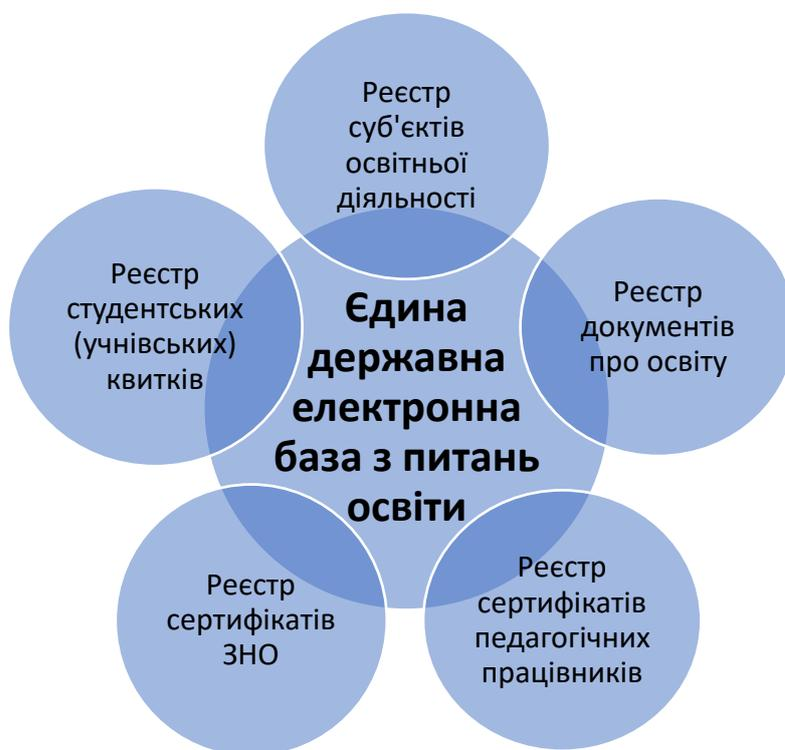 Реєстр
суб'єктів
освітньої
діяльності
Реєстр
студентських
(учнівських)
квитків
Єдина
державна
електронна
база з питань
освіти
Реєстр
документів
про освіту
Реєстр
сертифікатів
ЗНО
Реєстр
сертифікатів
педагогічних
працівників